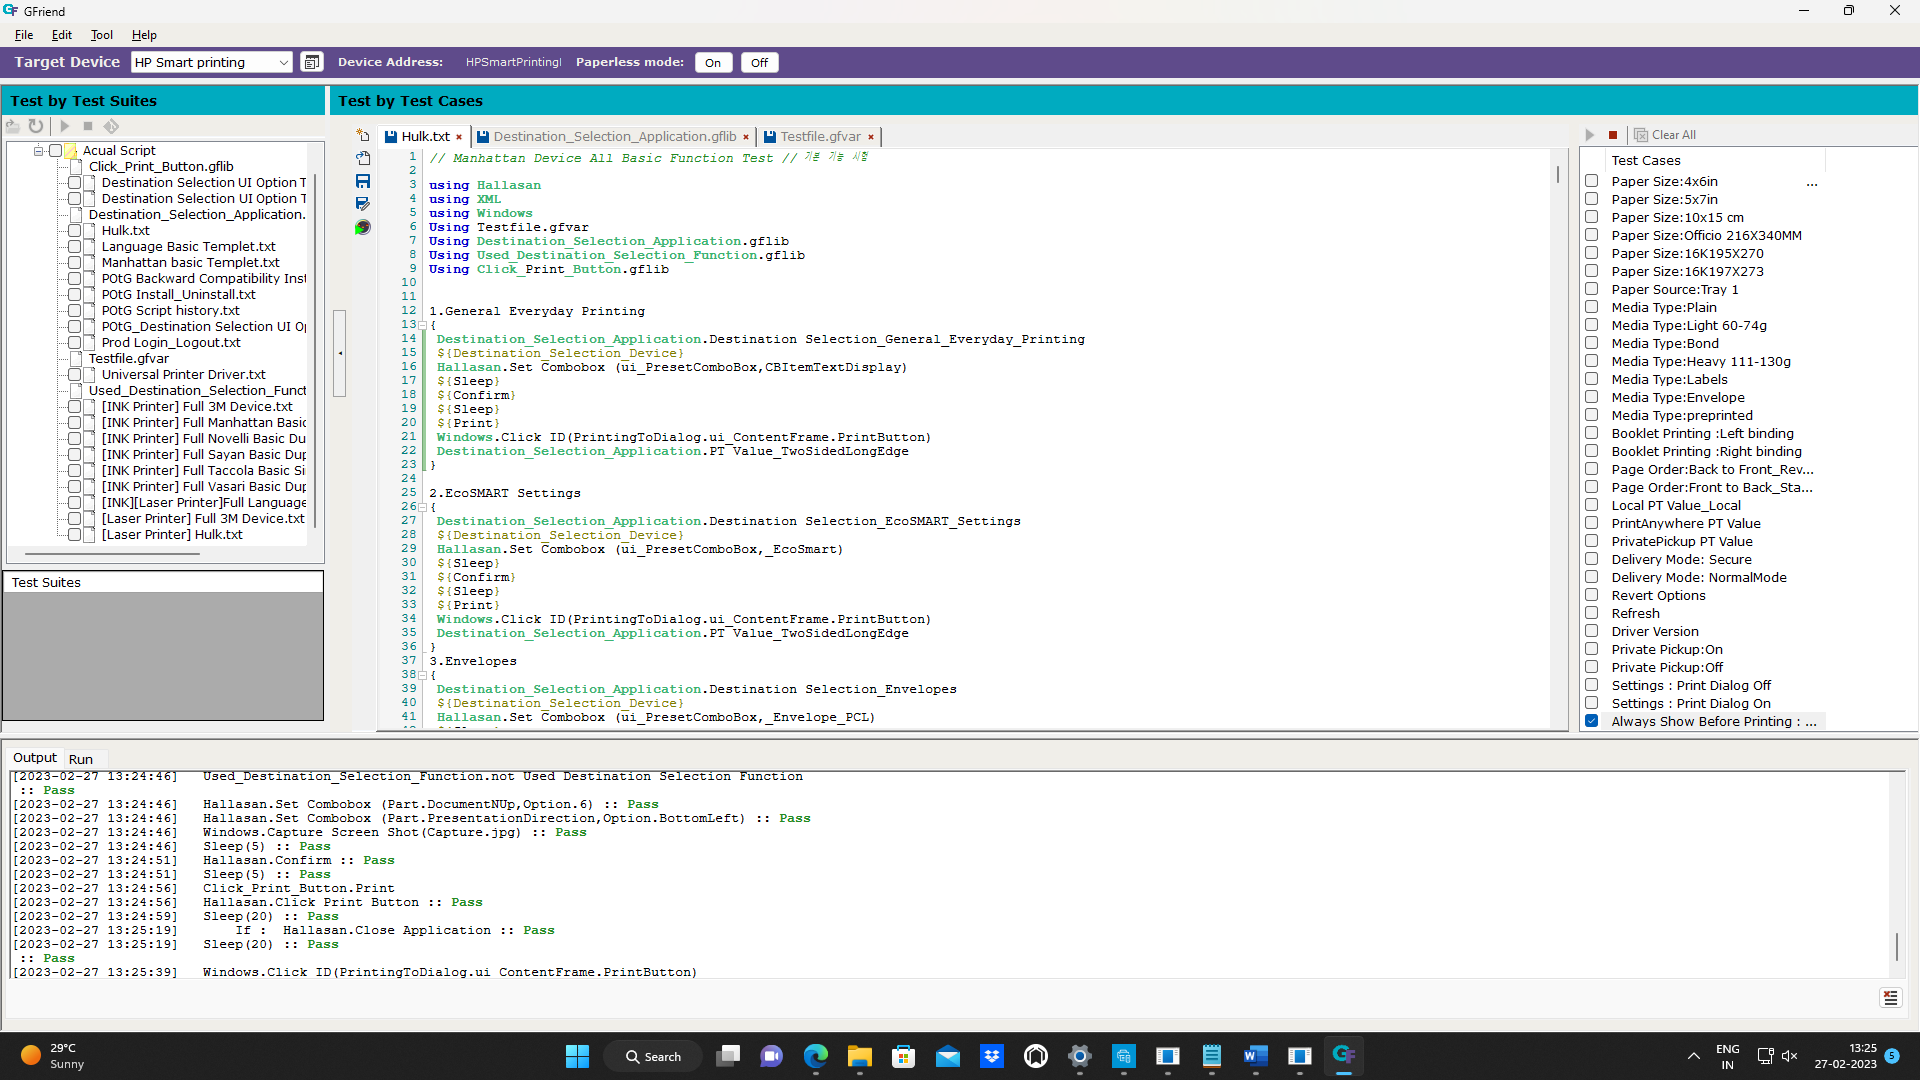 GFriend
File Edit Tool Help
Target Device HP Smart printing Device Address: HPSmartPrintingI Paperless mode: On Off
Test by Test Suites
Acual Script
Click_Print_Button.gflib
Destination Selection UI Option T
Destination Selection UI Option T
Destination_Selection_Application.
Hulk.txt
Language Basic Templet.txt
Manhattan basic Templet.txt
POtG Backward Compatibility Inst
POtG Install_Uninstall.txt
POtG Script history.txt
POtG_Destination Selection UI Op
Prod Login_Logout.txt
Testfile.gfvar
Universal Printer Driver.txt
Used_Destination_Selection_Funct
[INK Printer] Full 3M Device.txt
[INK Printer] Full Manhattan Basic
[INK Printer] Full Novelli Basic Du
[INK Printer] Full Sayan Basic Dup
[INK Printer] Full Taccola Basic Si
[INK Printer] Full Vasari Basic Dup
[INK][Laser Printer]Full Language
[Laser Printer] Full 3M Device.txt
[Laser Printer] Hulk.txt
Test Suites
Test by Test Cases
Hulk.txt × Destination_Selection_Application.gflib × Testfile.gfvar ×
1 // Manhattan Device All Basic Function Test // 기본 기능 시험
2
3 using Hallasan
4 using XML
5 using Windows
6 Using Testfile.gfvar
7 Using Destination_Selection_Application.gflib
8 Using Used_Destination_Selection_Function.gflib
9 Using Click_Print_Button.gflib
10
11
12 1.General Everyday Printing
13 {
14 Destination_Selection_Application.Destination Selection_General_Everyday_Printing
15 ${Destination_Selection_Device}
16 Hallasan.Set Combobox (ui_PresetComboBox,CBItemTextDisplay)
17 ${Sleep}
18 ${Confirm}
19 ${Sleep}
20 ${Print}
21 Windows.Click ID(PrintingToDialog.ui_ContentFrame.PrintButton)
22 Destination_Selection_Application.PT Value_TwoSidedLongEdge
23 }
24
25 2.EcoSMART Settings
26 {
27 Destination_Selection_Application.Destination Selection_EcoSMART_Settings
28 ${Destination_Selection_Device}
29 Hallasan.Set Combobox (ui_PresetComboBox,_EcoSmart)
30 ${Sleep}
31 ${Confirm}
32 ${Sleep}
33 ${Print}
34 Windows.Click ID(PrintingToDialog.ui_ContentFrame.PrintButton)
35 Destination_Selection_Application.PT Value_TwoSidedLongEdge
36 }
37 3.Envelopes
38 {
39 Destination_Selection_Application.Destination Selection_Envelopes
40 ${Destination_Selection_Device}
41 Hallasan.Set Combobox (ui_PresetComboBox,_Envelope_PCL)
Clear All
Test Cases
Paper Size:4x6in ...
Paper Size:5x7in
Paper Size:10x15 cm
Paper Size:Officio 216X340MM
Paper Size:16K195X270
Paper Size:16K197X273
Paper Source:Tray 1
Media Type:Plain
Media Type:Light 60-74g
Media Type:Bond
Media Type:Heavy 111-130g
Media Type:Labels
Media Type:Envelope
Media Type:preprinted
Booklet Printing :Left binding
Booklet Printing :Right binding
Page Order:Back to Front_Rev...
Page Order:Front to Back_Sta...
Local PT Value_Local
PrintAnywhere PT Value
PrivatePickup PT Value
Delivery Mode: Secure
Delivery Mode: NormalMode
Revert Options
Refresh
Driver Version
Private Pickup:On
Private Pickup:Off
Settings : Print Dialog Off
Settings : Print Dialog On
Always Show Before Printing : ...
Output Run
[2023-02-27 13:24:46] Used_Destination_Selection_Function.not Used Destination Selection Function
:: Pass
[2023-02-27 13:24:46] Hallasan.Set Combobox (Part.DocumentNUp,Option.6) :: Pass
[2023-02-27 13:24:46] Hallasan.Set Combobox (Part.PresentationDirection,Option.BottomLeft) :: Pass
[2023-02-27 13:24:46] Windows.Capture Screen Shot(Capture.jpg) :: Pass
[2023-02-27 13:24:46] Sleep(5) :: Pass
[2023-02-27 13:24:51] Hallasan.Confirm :: Pass
[2023-02-27 13:24:51] Sleep(5) :: Pass
[2023-02-27 13:24:56] Click_Print_Button.Print
[2023-02-27 13:24:56] Hallasan.Click Print Button :: Pass
[2023-02-27 13:24:59] Sleep(20) :: Pass
[2023-02-27 13:25:19] If : Hallasan.Close Application :: Pass
[2023-02-27 13:25:19] Sleep(20) :: Pass
:: Pass
[2023-02-27 13:25:39] Windows.Click ID(PrintingToDialog.ui ContentFrame.PrintButton)
29°C
Sunny
Search
ENG
IN
13:25
27-02-2023
5